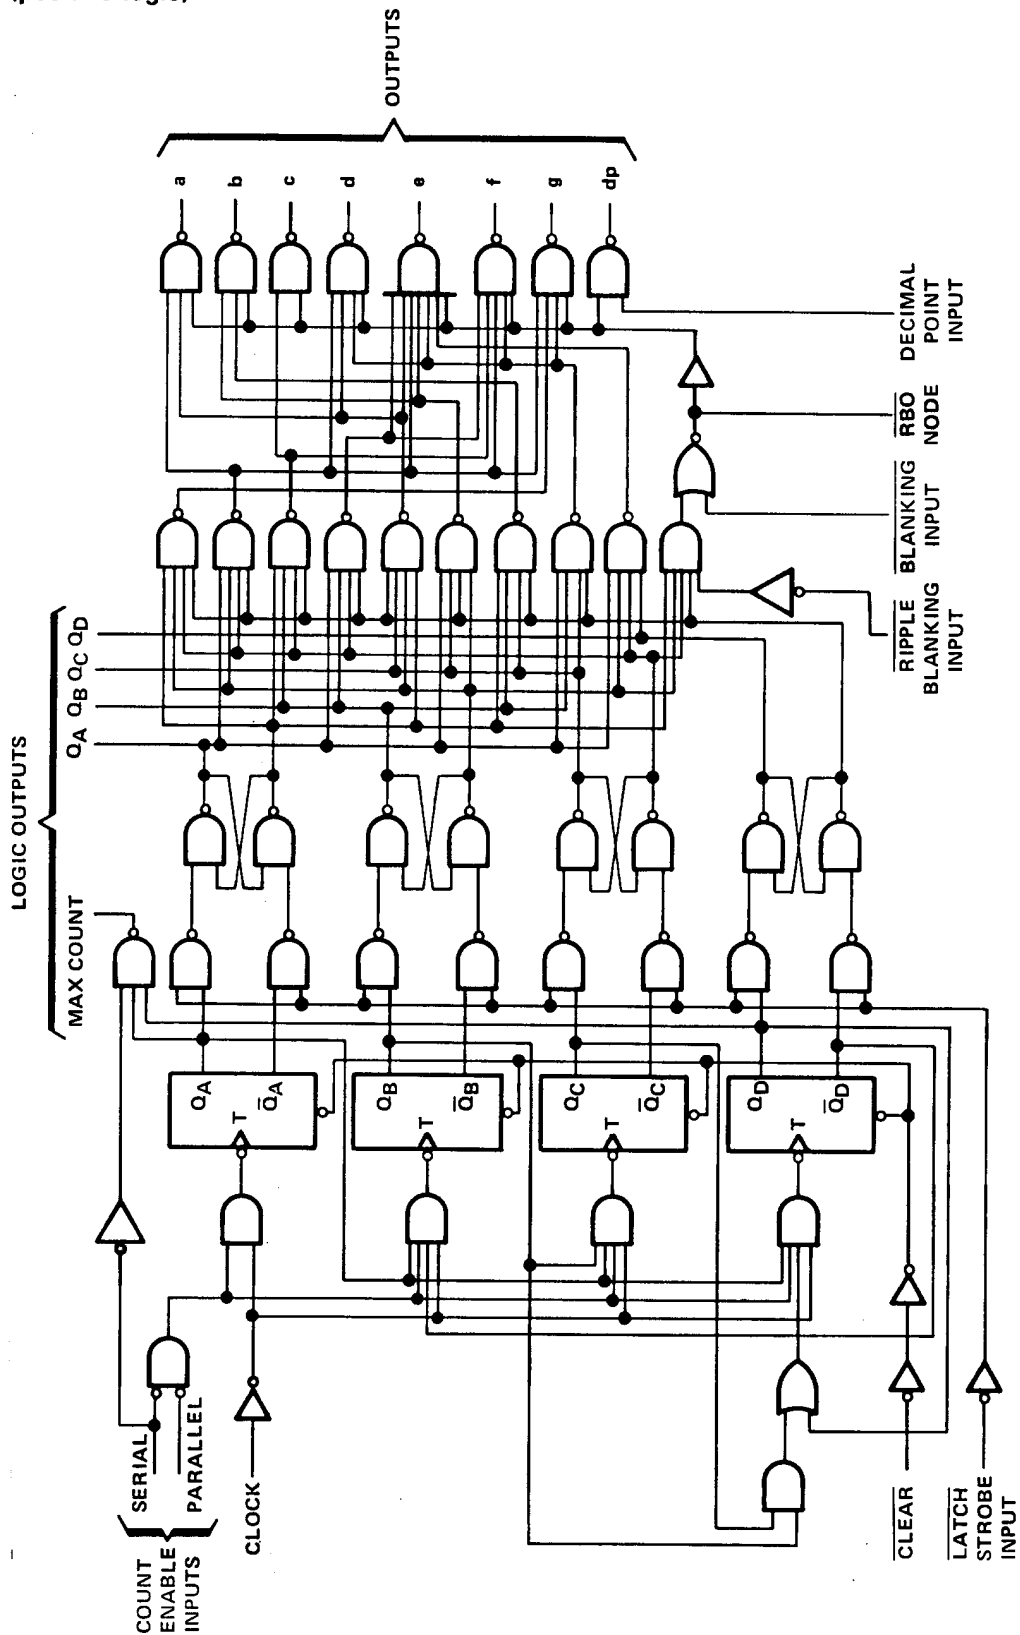 OUTPUTS
a
b
c
d
e
f
g
dp
DECIMAL
POINT
INPUT
RBO
NODE
BLANKING
INPUT
RIPPLE
BLANKING
INPUT
LOGIC OUTPUTS
QA
QB
QC
QD
MAX COUNT
QA
Q̅A
T
QB
Q̅B
T
QC
Q̅C
T
QD
Q̅D
T
SERIAL
PARALLEL
COUNT
ENABLE
INPUTS
CLOCK
CLEAR
LATCH
STROBE
INPUT